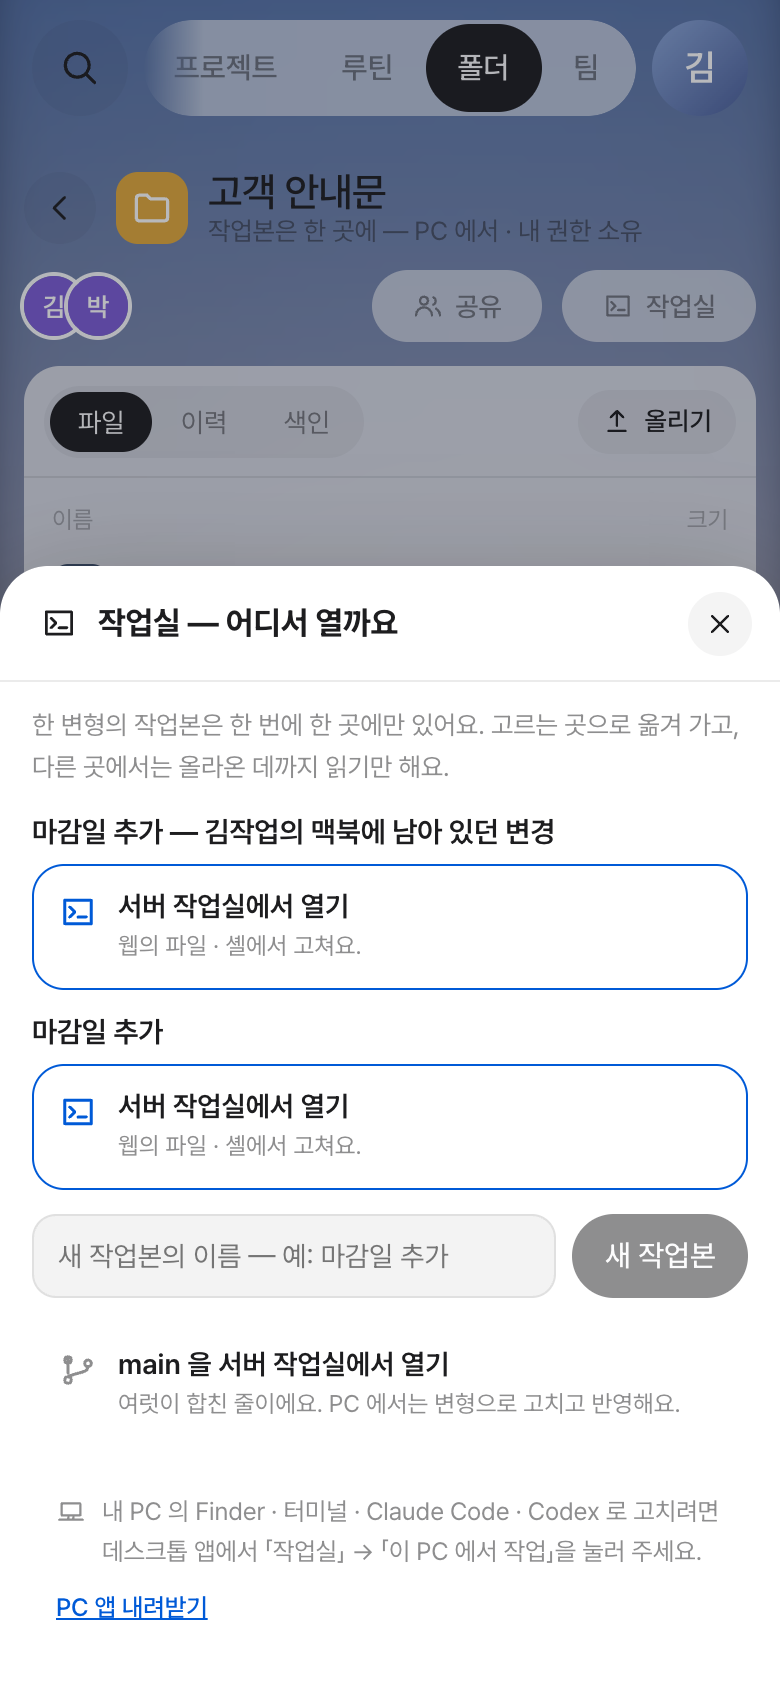 프로젝트 루틴 폴더 팀 김
고객 안내문
작업본은 한 곳에 — PC 에서 · 내 권한 소유
김 박 공유 작업실
파일 이력 색인 올리기
이름 크기
작업실 — 어디서 열까요
한 변형의 작업본은 한 번에 한 곳에만 있어요. 고르는 곳으로 옮겨 가고,
다른 곳에서는 올라온 데까지 읽기만 해요.
마감일 추가 — 김작업의 맥북에 남아 있던 변경
서버 작업실에서 열기
웹의 파일 · 셸에서 고쳐요.
마감일 추가
서버 작업실에서 열기
웹의 파일 · 셸에서 고쳐요.
새 작업본의 이름 — 예: 마감일 추가 새 작업본
main 을 서버 작업실에서 열기
여럿이 합친 줄이에요. PC 에서는 변형으로 고치고 반영해요.
내 PC 의 Finder · 터미널 · Claude Code · Codex 로 고치려면
데스크톱 앱에서 「작업실」 → 「이 PC 에서 작업」을 눌러 주세요.
PC 앱 내려받기